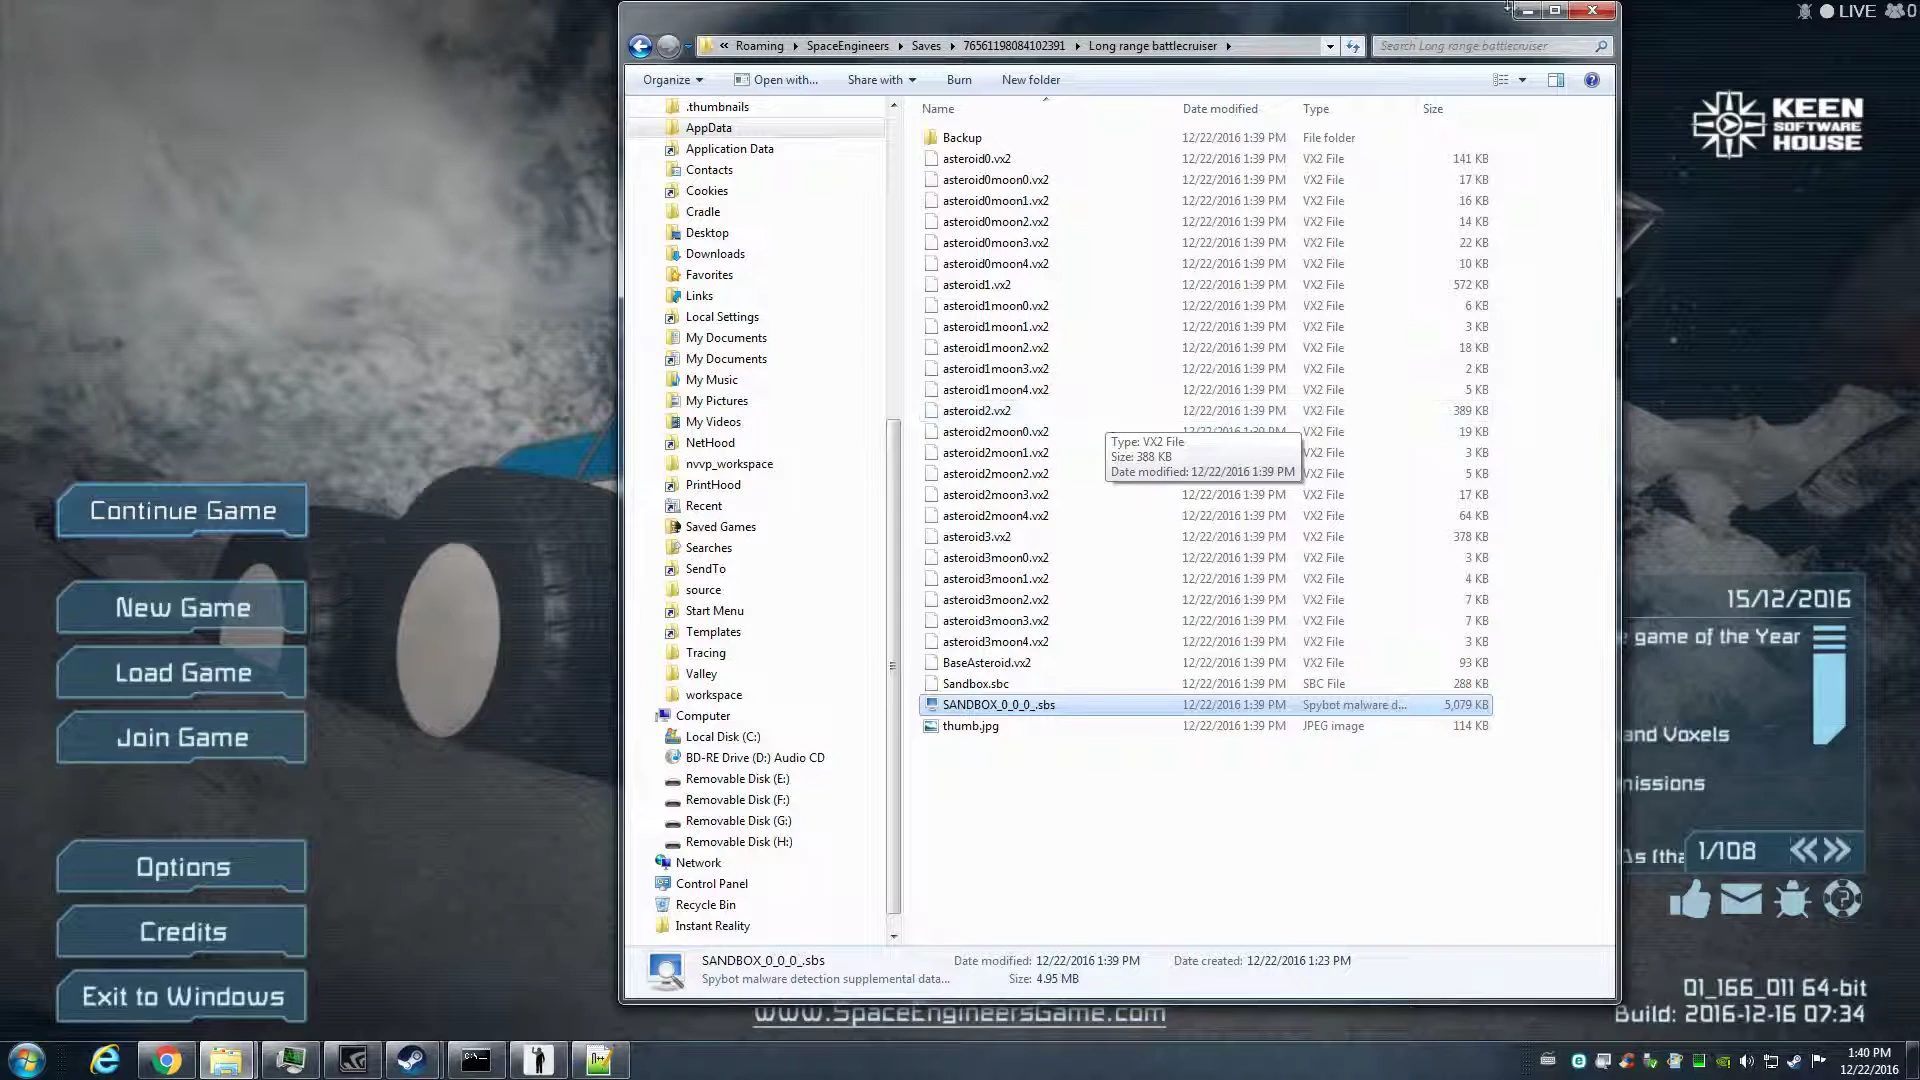 LIVE 0
« Roaming SpaceEngineers Saves 76561198084102391 Long range battlecruiser
Search Long range battlecruiser
Organize Open with... Share with Burn New folder
.thumbnails
AppData
Application Data
Contacts
Cookies
Cradle
Desktop
Downloads
Favorites
Links
Local Settings
My Documents
My Documents
My Music
My Pictures
My Videos
NetHood
nvvp_workspace
PrintHood
Recent
Saved Games
Searches
SendTo
source
Start Menu
Templates
Tracing
Valley
workspace
Computer
Local Disk (C:)
BD-RE Drive (D:) Audio CD
Removable Disk (E:)
Removable Disk (F:)
Removable Disk (G:)
Removable Disk (H:)
Network
Control Panel
Recycle Bin
Instant Reality
Name Date modified Type Size
Backup 12/22/2016 1:39 PM File folder
asteroid0.vx2 12/22/2016 1:39 PM VX2 File 141 KB
asteroid0moon0.vx2 12/22/2016 1:39 PM VX2 File 17 KB
asteroid0moon1.vx2 12/22/2016 1:39 PM VX2 File 16 KB
asteroid0moon2.vx2 12/22/2016 1:39 PM VX2 File 14 KB
asteroid0moon3.vx2 12/22/2016 1:39 PM VX2 File 22 KB
asteroid0moon4.vx2 12/22/2016 1:39 PM VX2 File 10 KB
asteroid1.vx2 12/22/2016 1:39 PM VX2 File 572 KB
asteroid1moon0.vx2 12/22/2016 1:39 PM VX2 File 6 KB
asteroid1moon1.vx2 12/22/2016 1:39 PM VX2 File 3 KB
asteroid1moon2.vx2 12/22/2016 1:39 PM VX2 File 18 KB
asteroid1moon3.vx2 12/22/2016 1:39 PM VX2 File 2 KB
asteroid1moon4.vx2 12/22/2016 1:39 PM VX2 File 5 KB
asteroid2.vx2 12/22/2016 1:39 PM VX2 File 389 KB
asteroid2moon0.vx2 12/22/2016 1:39 PM VX2 File 19 KB
asteroid2moon1.vx2 VX2 File 3 KB
asteroid2moon2.vx2 VX2 File 5 KB
asteroid2moon3.vx2 12/22/2016 1:39 PM VX2 File 17 KB
asteroid2moon4.vx2 12/22/2016 1:39 PM VX2 File 64 KB
asteroid3.vx2 12/22/2016 1:39 PM VX2 File 378 KB
asteroid3moon0.vx2 12/22/2016 1:39 PM VX2 File 3 KB
asteroid3moon1.vx2 12/22/2016 1:39 PM VX2 File 4 KB
asteroid3moon2.vx2 12/22/2016 1:39 PM VX2 File 7 KB
asteroid3moon3.vx2 12/22/2016 1:39 PM VX2 File 7 KB
asteroid3moon4.vx2 12/22/2016 1:39 PM VX2 File 3 KB
BaseAsteroid.vx2 12/22/2016 1:39 PM VX2 File 93 KB
Sandbox.sbc 12/22/2016 1:39 PM SBC File 288 KB
SANDBOX_0_0_0_.sbs 12/22/2016 1:39 PM Spybot malware d... 5,079 KB
thumb.jpg 12/22/2016 1:39 PM JPEG image 114 KB
Type: VX2 File
Size: 388 KB
Date modified: 12/22/2016 1:39 PM
SANDBOX_0_0_0_.sbs Date modified: 12/22/2016 1:39 PM Date created: 12/22/2016 1:23 PM
Spybot malware detection supplemental data... Size: 4.95 MB
Continue Game
New Game
Load Game
Join Game
Options
Credits
Exit to Windows
KEEN
SOFTWARE
HOUSE
15/12/2016
game of the Year
and Voxels
issions
(tha
1/108
www.SpaceEngineersGame.com
01_166_011 64-bit
Build: 2016-12-16 07:34
C:\
N++
1:40 PM
12/22/2016